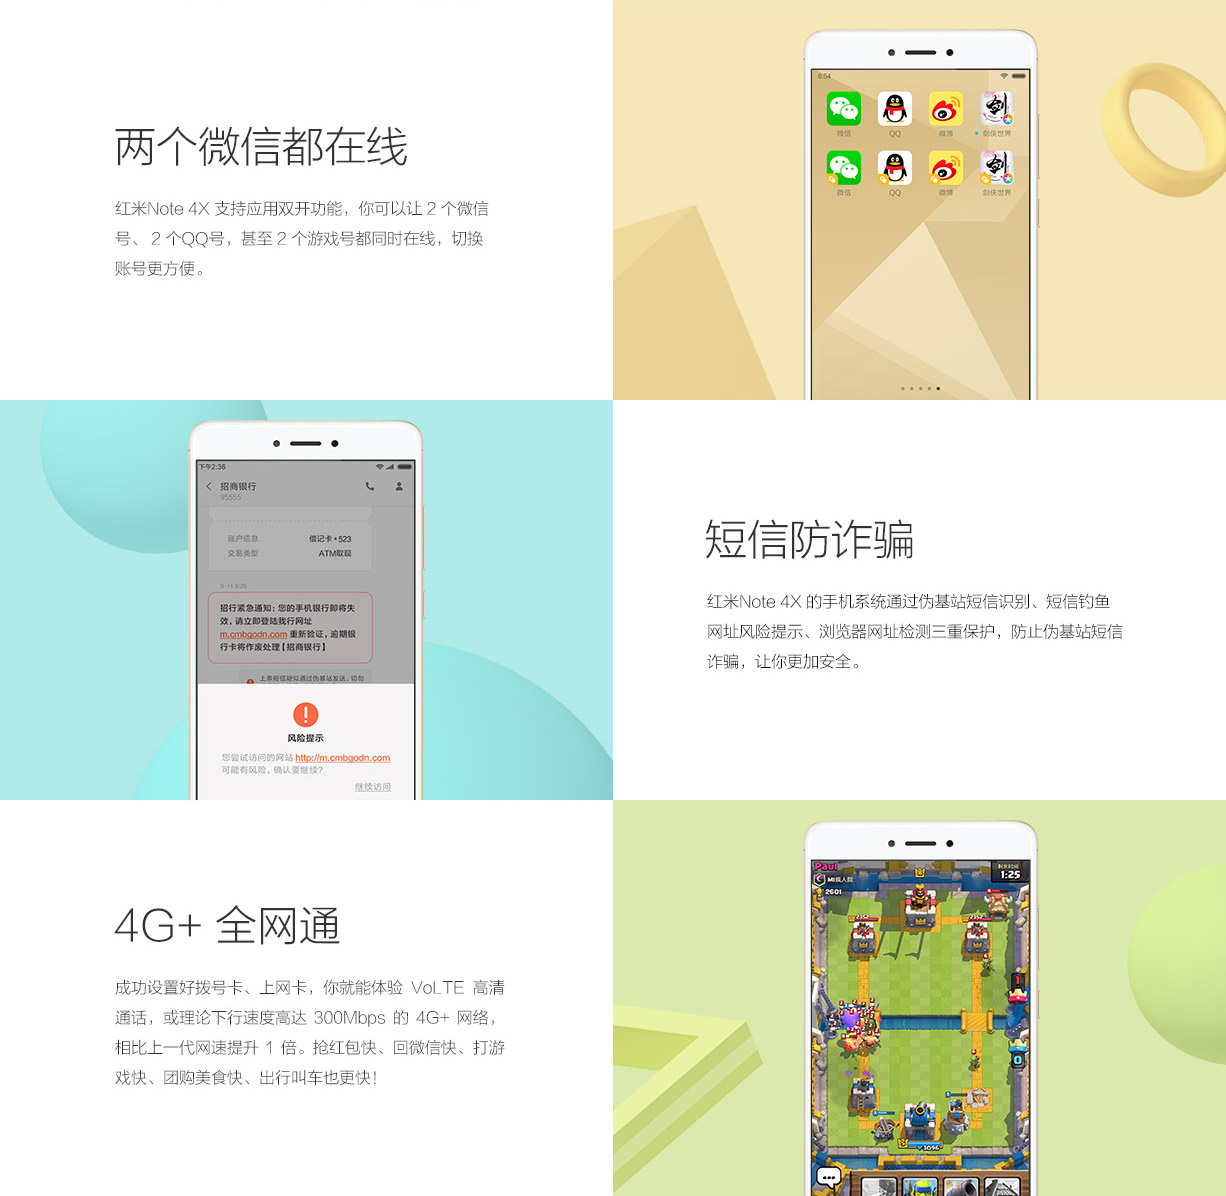 两个微信都在线
红米Note 4X 支持应用双开功能，你可以让 2 个微信
号、 2 个QQ号，甚至 2 个游戏号都同时在线，切换
账号更方便。
6:54
微信 QQ 微博 剑侠世界
微信 QQ 微博 剑侠世界
下午2:36
招商银行
95555
账户信息 借记卡*523
交易类型 ATM取现
9-14 8:26
招行紧急通知：您的手机银行即将失
效，请立即登陆我行网址
m.cmbgodn.com 重新验证，逾期银
行卡将作废处理【招商银行】
上条短信疑似通过伪基站发送，切勿
风险提示
您尝试访问的网站 http://m.cmbgodn.com
可能有风险，确认要继续？
继续访问
短信防诈骗
红米Note 4X 的手机系统通过伪基站短信识别、短信钓鱼
网址风险提示、浏览器网址检测三重保护，防止伪基站短信
诈骗，让你更加安全。
4G+ 全网通
成功设置好拨号卡、上网卡，你就能体验 VoLTE 高清
通话，或理论下行速度高达 300Mbps 的 4G+ 网络，
相比上一代网速提升 1 倍。抢红包快、回微信快、打游
戏快、团购美食快、出行叫车也更快！
Paul
MI疯人院
2601
剩余时间：
1:25
1
0
3096